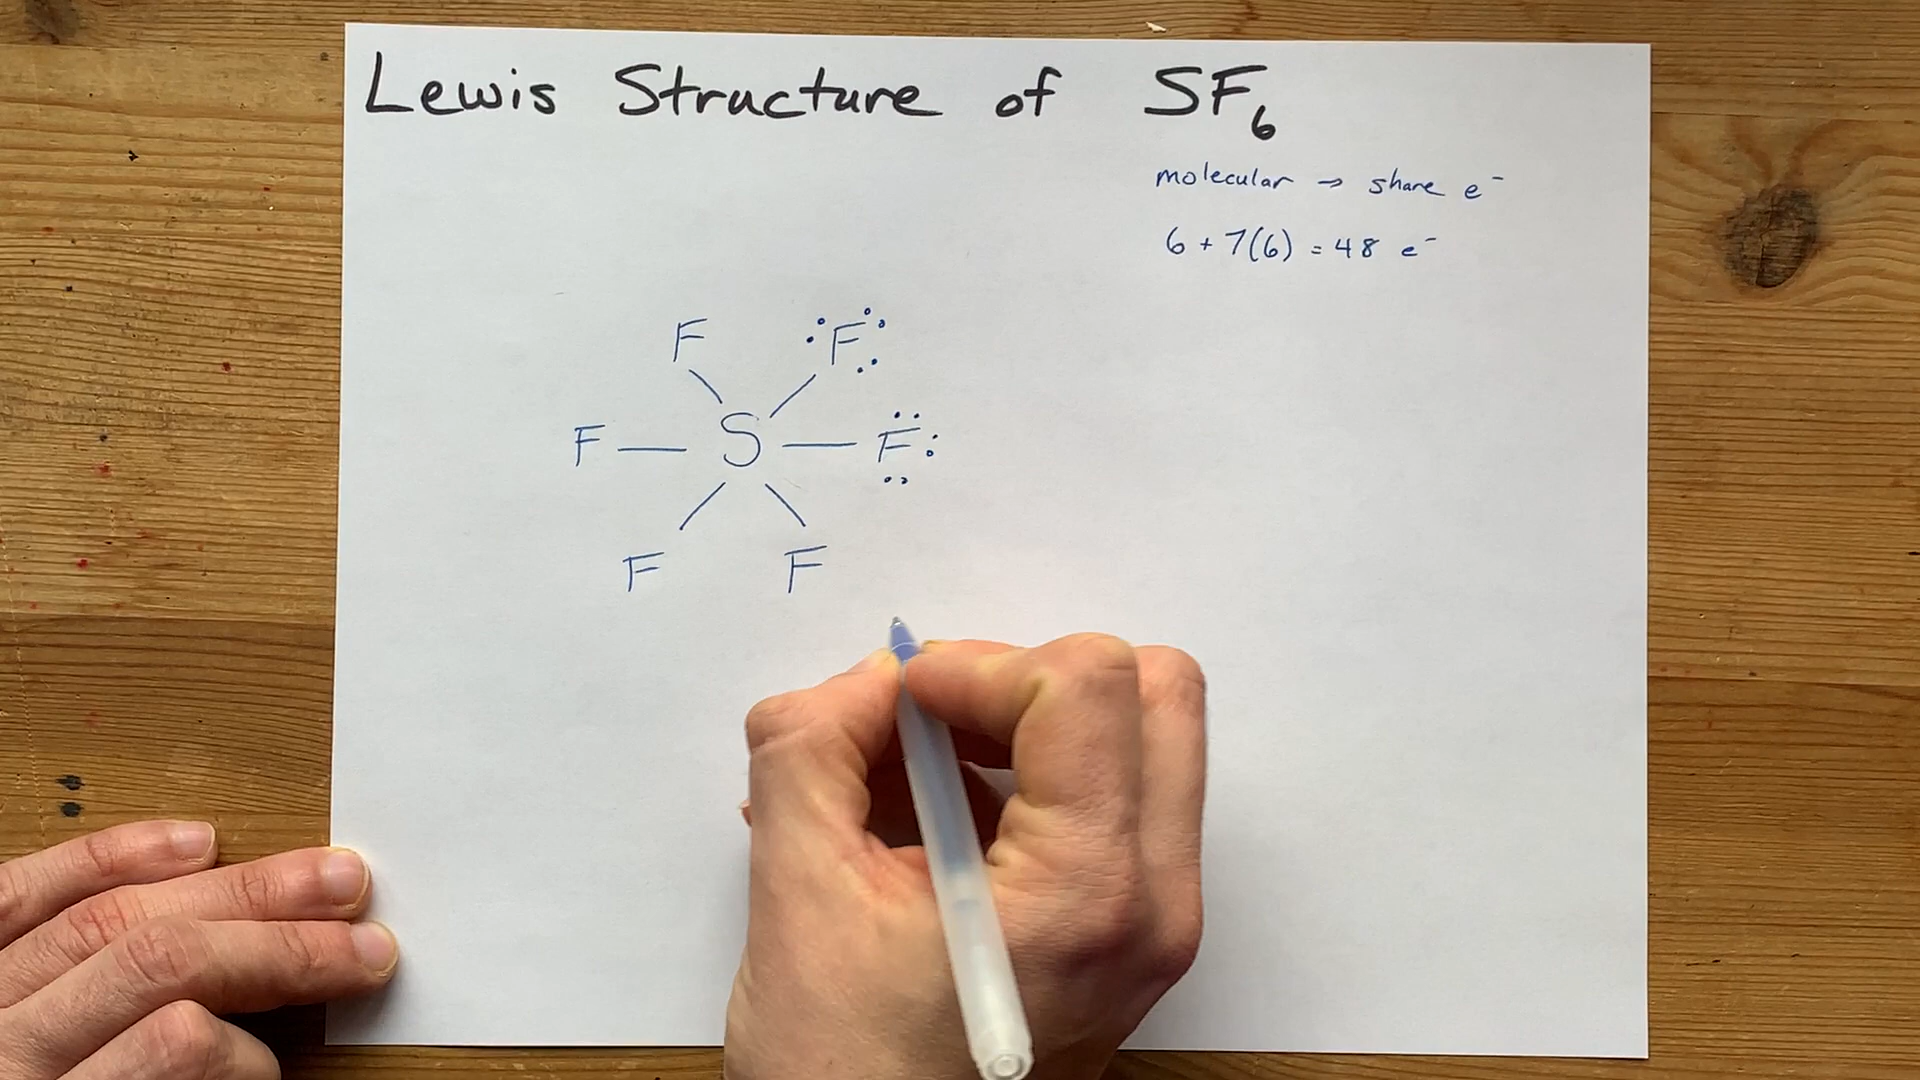 Lewis Structure of SF₆
molecular → share e⁻
6 + 7(6) = 48 e⁻
F F
F — S — F
F F